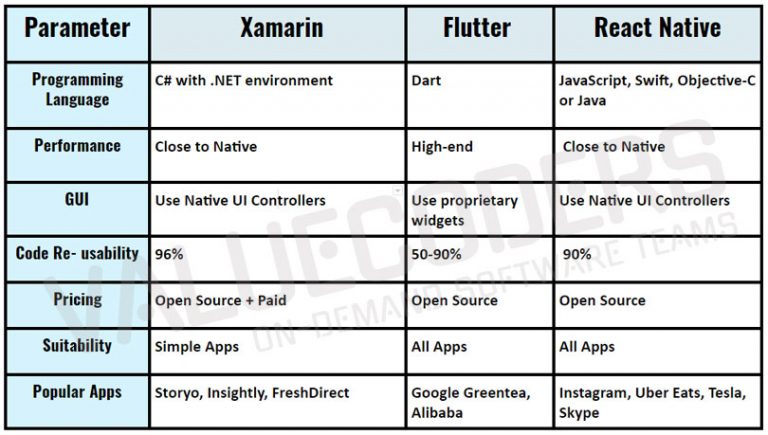 Parameter Xamarin Flutter React Native
Programming Language C# with .NET environment Dart JavaScript, Swift, Objective-C or Java
Performance Close to Native High-end Close to Native
GUI Use Native UI Controllers Use proprietary widgets Use Native UI Controllers
Code Re- usability 96% 50-90% 90%
Pricing Open Source + Paid Open Source Open Source
Suitability Simple Apps All Apps All Apps
Popular Apps Storyo, Insightly, FreshDirect Google Greentea, Alibaba Instagram, Uber Eats, Tesla, Skype
VALUECODERS
ON-DEMAND SOFTWARE TEAMS